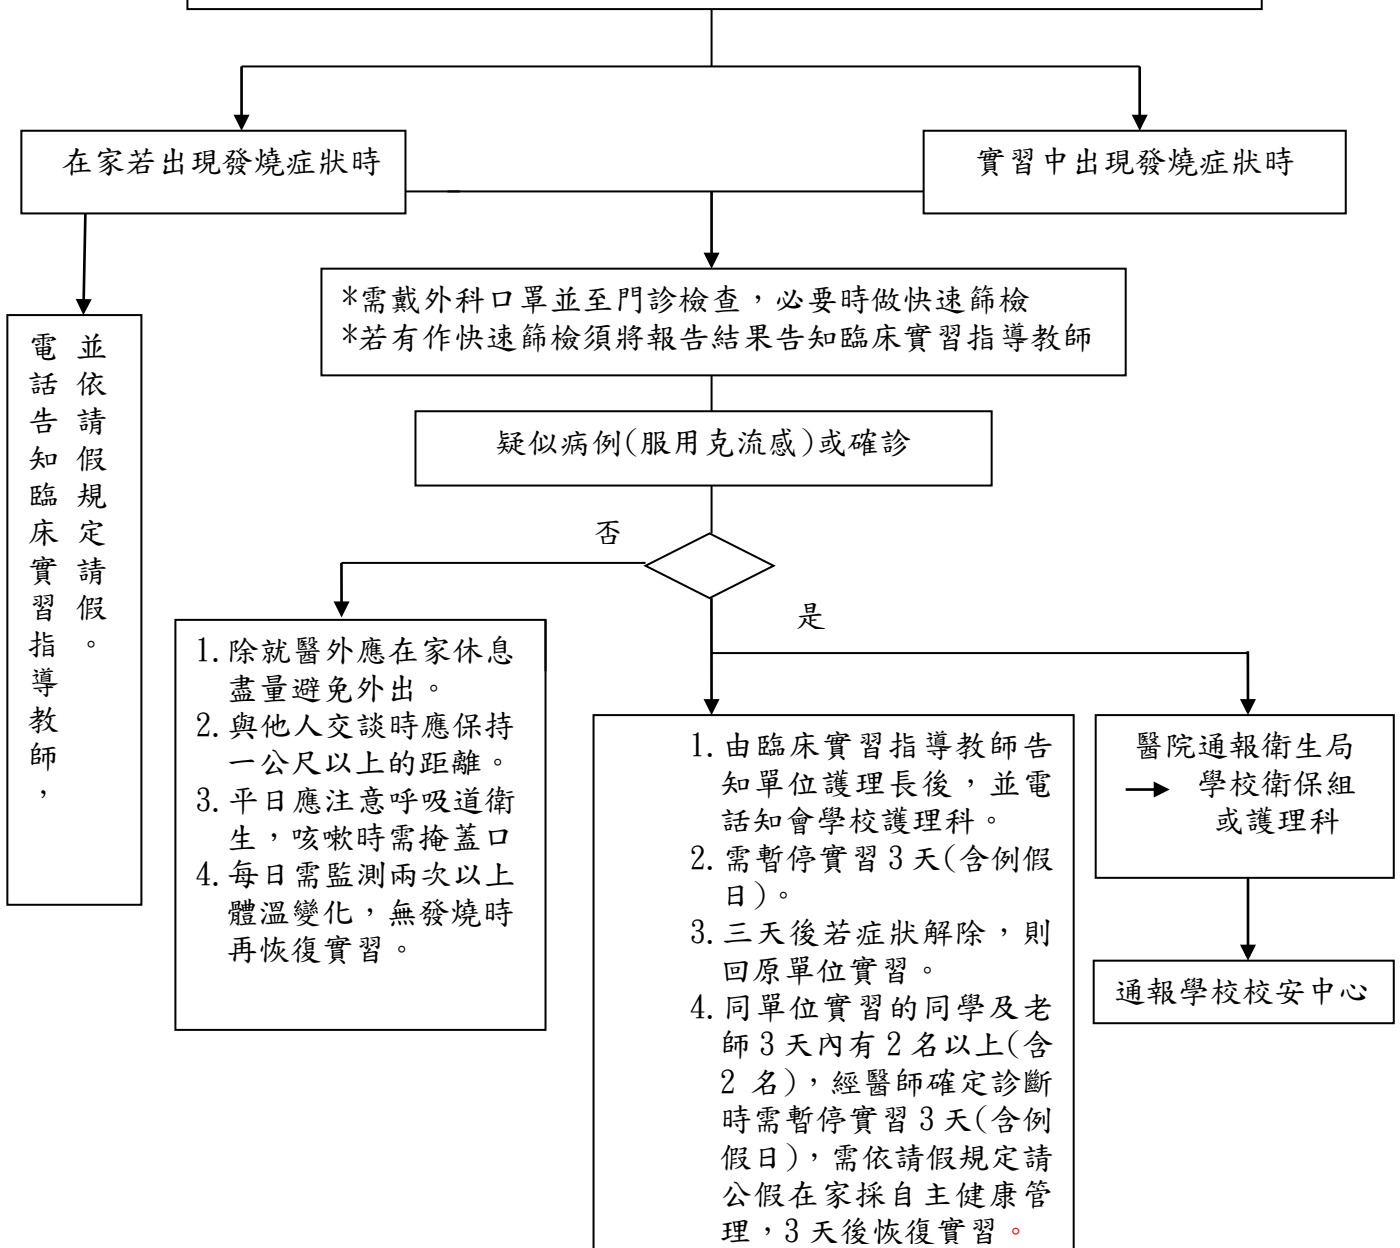 在家若出現發燒症狀時
實習中出現發燒症狀時
*需戴外科口罩並至門診檢查，必要時做快速篩檢
*若有作快速篩檢須將報告結果告知臨床實習指導教師
電話告知臨床實習指導教師，
並依請假規定請假。
疑似病例(服用克流感)或確診
否
是
1.除就醫外應在家休息
盡量避免外出。
2.與他人交談時應保持
一公尺以上的距離。
3.平日應注意呼吸道衛
生，咳嗽時需掩蓋口
4.每日需監測兩次以上
體溫變化，無發燒時
再恢復實習。
1.由臨床實習指導教師告
知單位護理長後，並電
話知會學校護理科。
2.需暫停實習3天(含例假
日)。
3.三天後若症狀解除，則
回原單位實習。
4.同單位實習的同學及老
師3天內有2名以上(含
2 名)，經醫師確定診斷
時需暫停實習3天(含例
假日)，需依請假規定請
公假在家採自主健康管
理，3天後恢復實習。
醫院通報衛生局
→ 學校衛保組
或護理科
通報學校校安中心